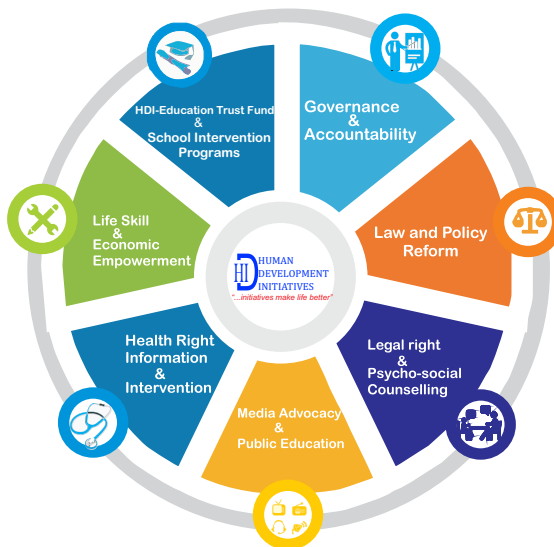 HDI-Education Trust Fund
&
School Intervention
Programs
Governance
&
Accountability
Law and Policy
Reform
Legal right
&
Psycho-social
Counselling
Media Advocacy
&
Public Education
Health Right
Information
&
Intervention
Life Skill
&
Economic
Empowerment
HDI
HUMAN
DEVELOPMENT
INITIATIVES
"...initiatives make life better"